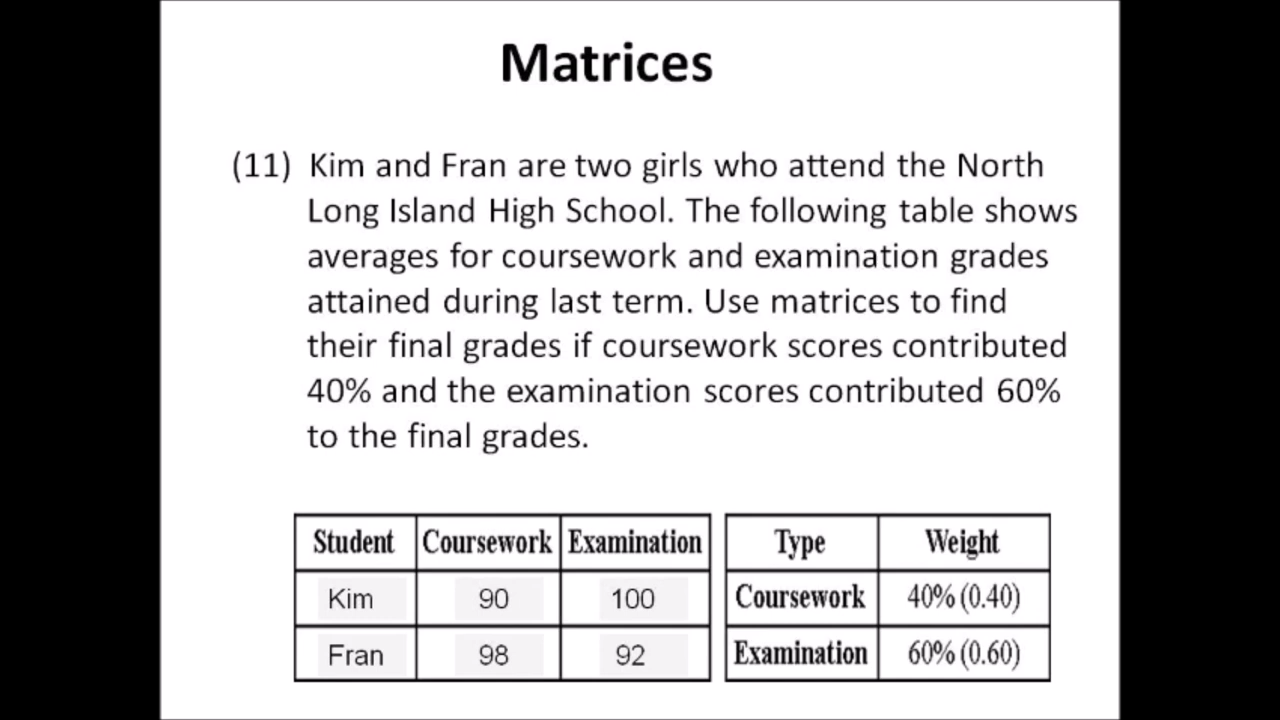 Matrices
(11) Kim and Fran are two girls who attend the North
Long Island High School. The following table shows
averages for coursework and examination grades
attained during last term. Use matrices to find
their final grades if coursework scores contributed
40% and the examination scores contributed 60%
to the final grades.
Student Coursework Examination
Kim 90 100
Fran 98 92
Type Weight
Coursework 40% (0.40)
Examination 60% (0.60)